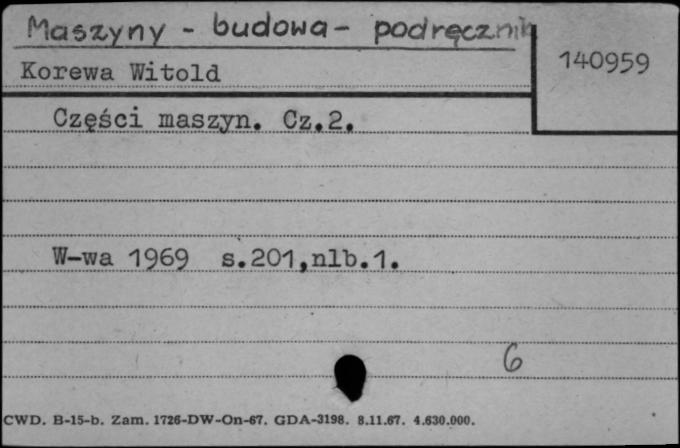 Maszyny - budowa - podręcznik
140959
Korewa Witold
Części maszyn. Cz.2.
W-wa 1969 s.201,nlb.1.
6
CWD. B-15-b. Zam. 1726-DW-On-67. GDA-3198. 8.11.67. 4.630.000.